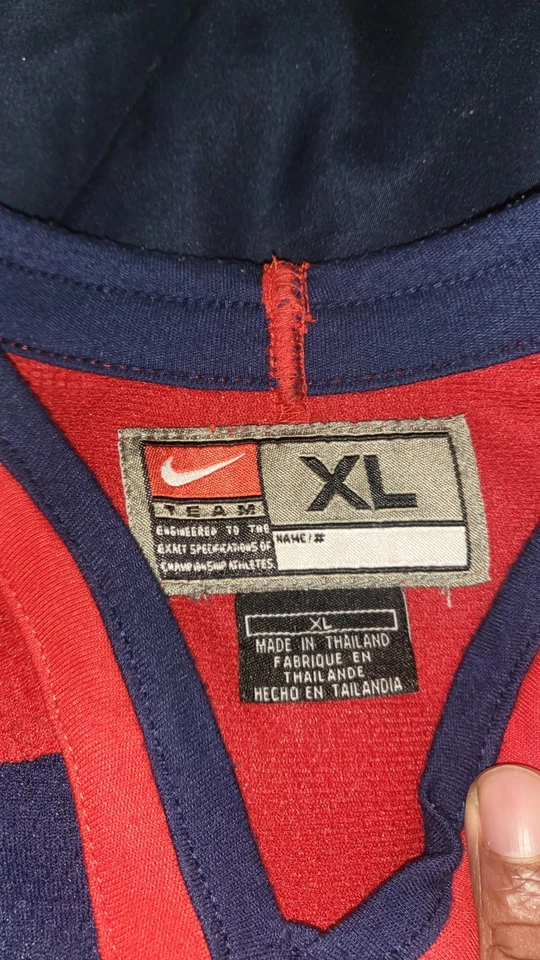 XL
TEAM
ENGINEERED TO THE
EXACT SPECIFICATIONS OF
CHAMPIONSHIP ATHLETES.
NAME/#
XL
MADE IN THAILAND
FABRIQUE EN
THAILANDE
HECHO EN TAILANDIA